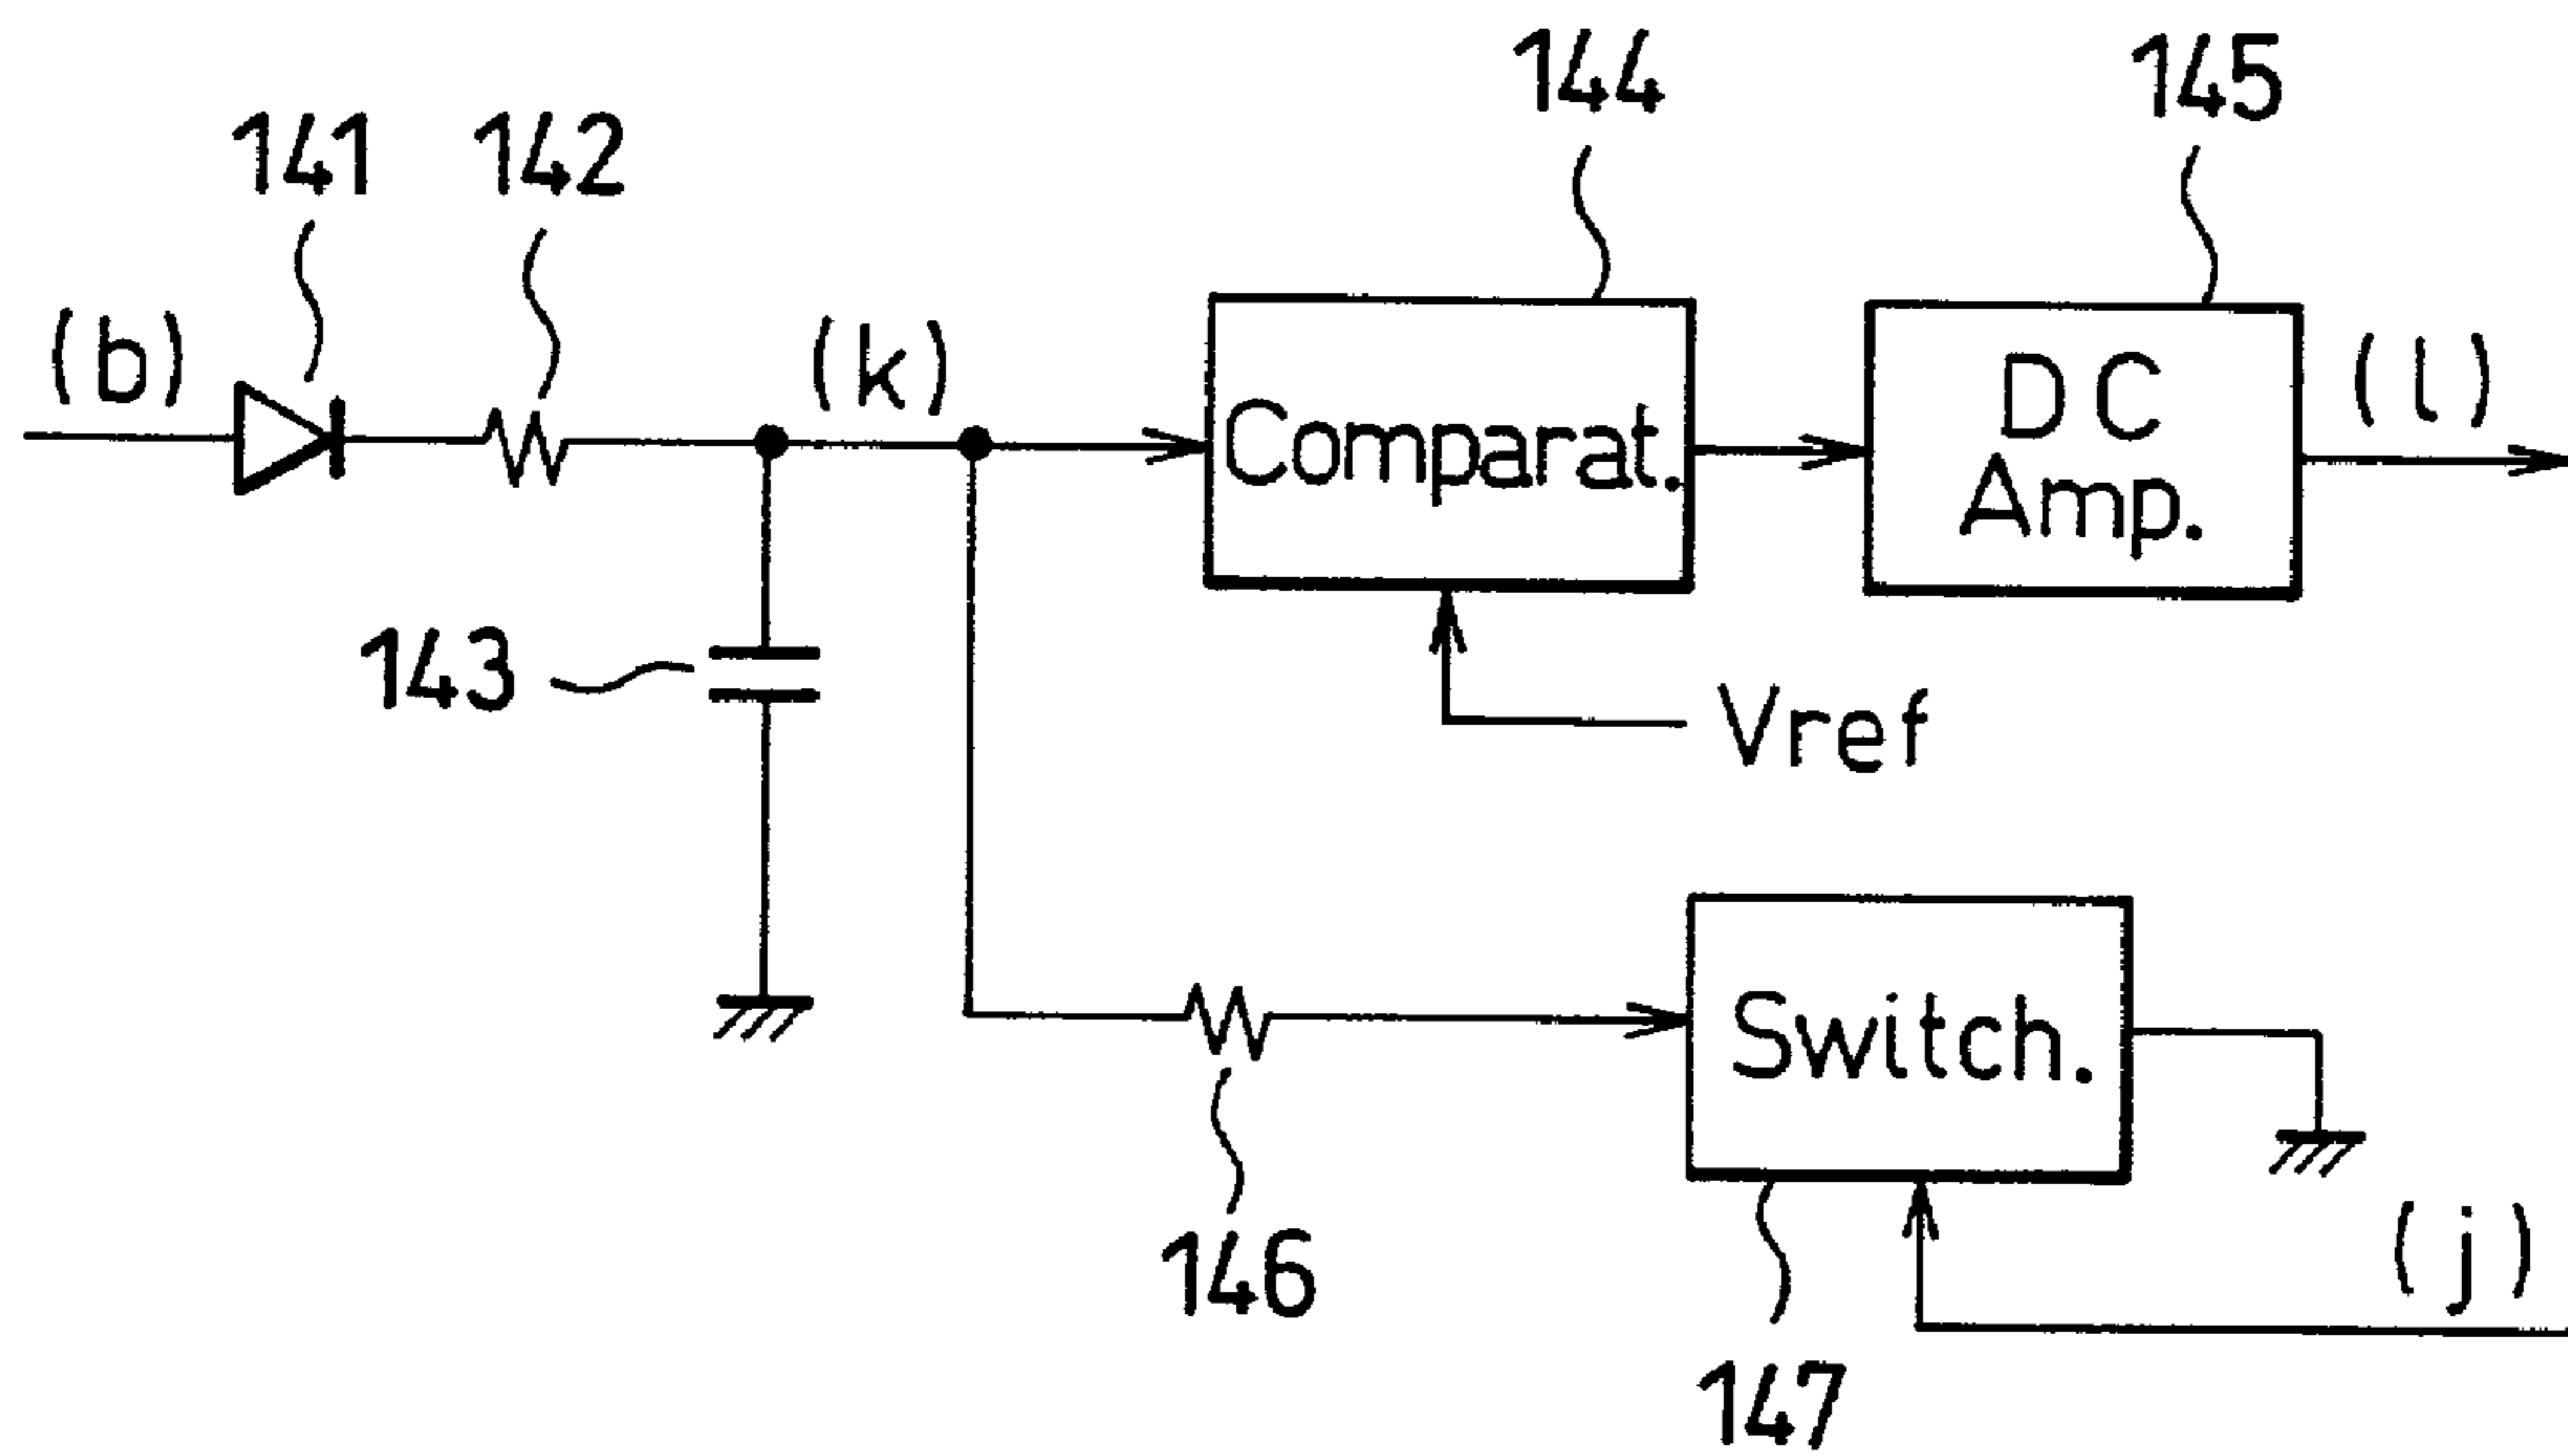 144
145
141
142
(b)
(k)
Comparat.
DC
Amp.
(l)
143
Vref
Switch.
146
(j)
147